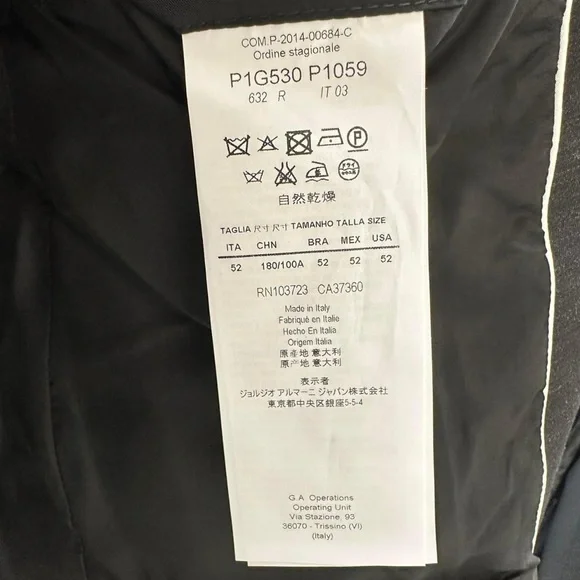 COM.P-2014-00684-C
Ordine stagionale
P1G530 P1059
632 R IT 03
P
自然乾燥
TAGLIA 尺寸 尺寸 TAMANHO TALLA SIZE
ITA CHN BRA MEX USA
52 180/100A 52 52 52
RN103723 CA37360
Made in Italy
Fabriqué en Italie
Hecho En Italia
Origem Itália
原產地 意大利
原产地 意大利
表示者
ジョルジオ アルマーニ ジャパン株式会社
東京都中央区銀座5-5-4
G.A. Operations
Operating Unit
Via Stazione, 93
36070 - Trissino (VI)
(Italy)